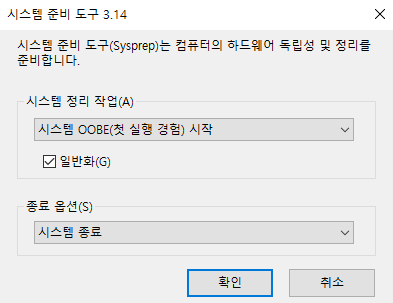 시스템 준비 도구 3.14
시스템 준비 도구(Sysprep)는 컴퓨터의 하드웨어 독립성 및 정리를
준비합니다.
시스템 정리 작업(A)
시스템 OOBE(첫 실행 경험) 시작
일반화(G)
종료 옵션(S)
시스템 종료
확인
취소